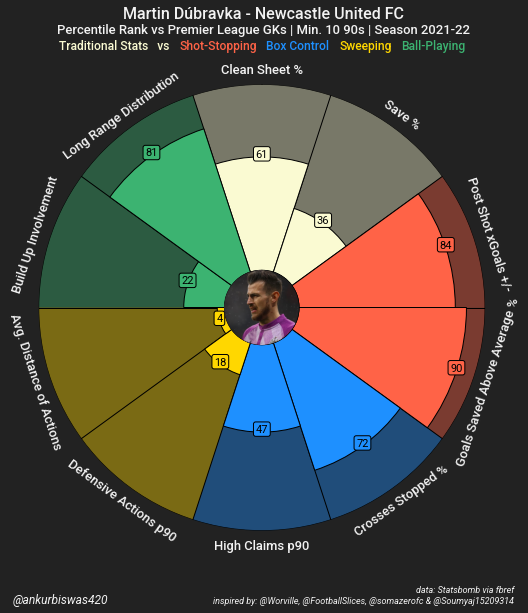 Martin Dúbravka - Newcastle United FC
Percentile Rank vs Premier League GKs | Min. 10 90s | Season 2021-22
Traditional Stats vs Shot-Stopping Box Control Sweeping Ball-Playing
Clean Sheet %
Long Range Distribution
Save %
61
81
36
Build Up Involvement
Post Shot xGoals +/-
84
22
4
18
90
Avg. Distance of Actions
Goals Saved Above Average %
47
72
Defensive Actions p90
Crosses Stopped %
High Claims p90
@ankurbiswas420
data: Statsbomb via fbref
inspired by: @Worville, @FootballSlices, @somazerofc & @Soumyaj15209314